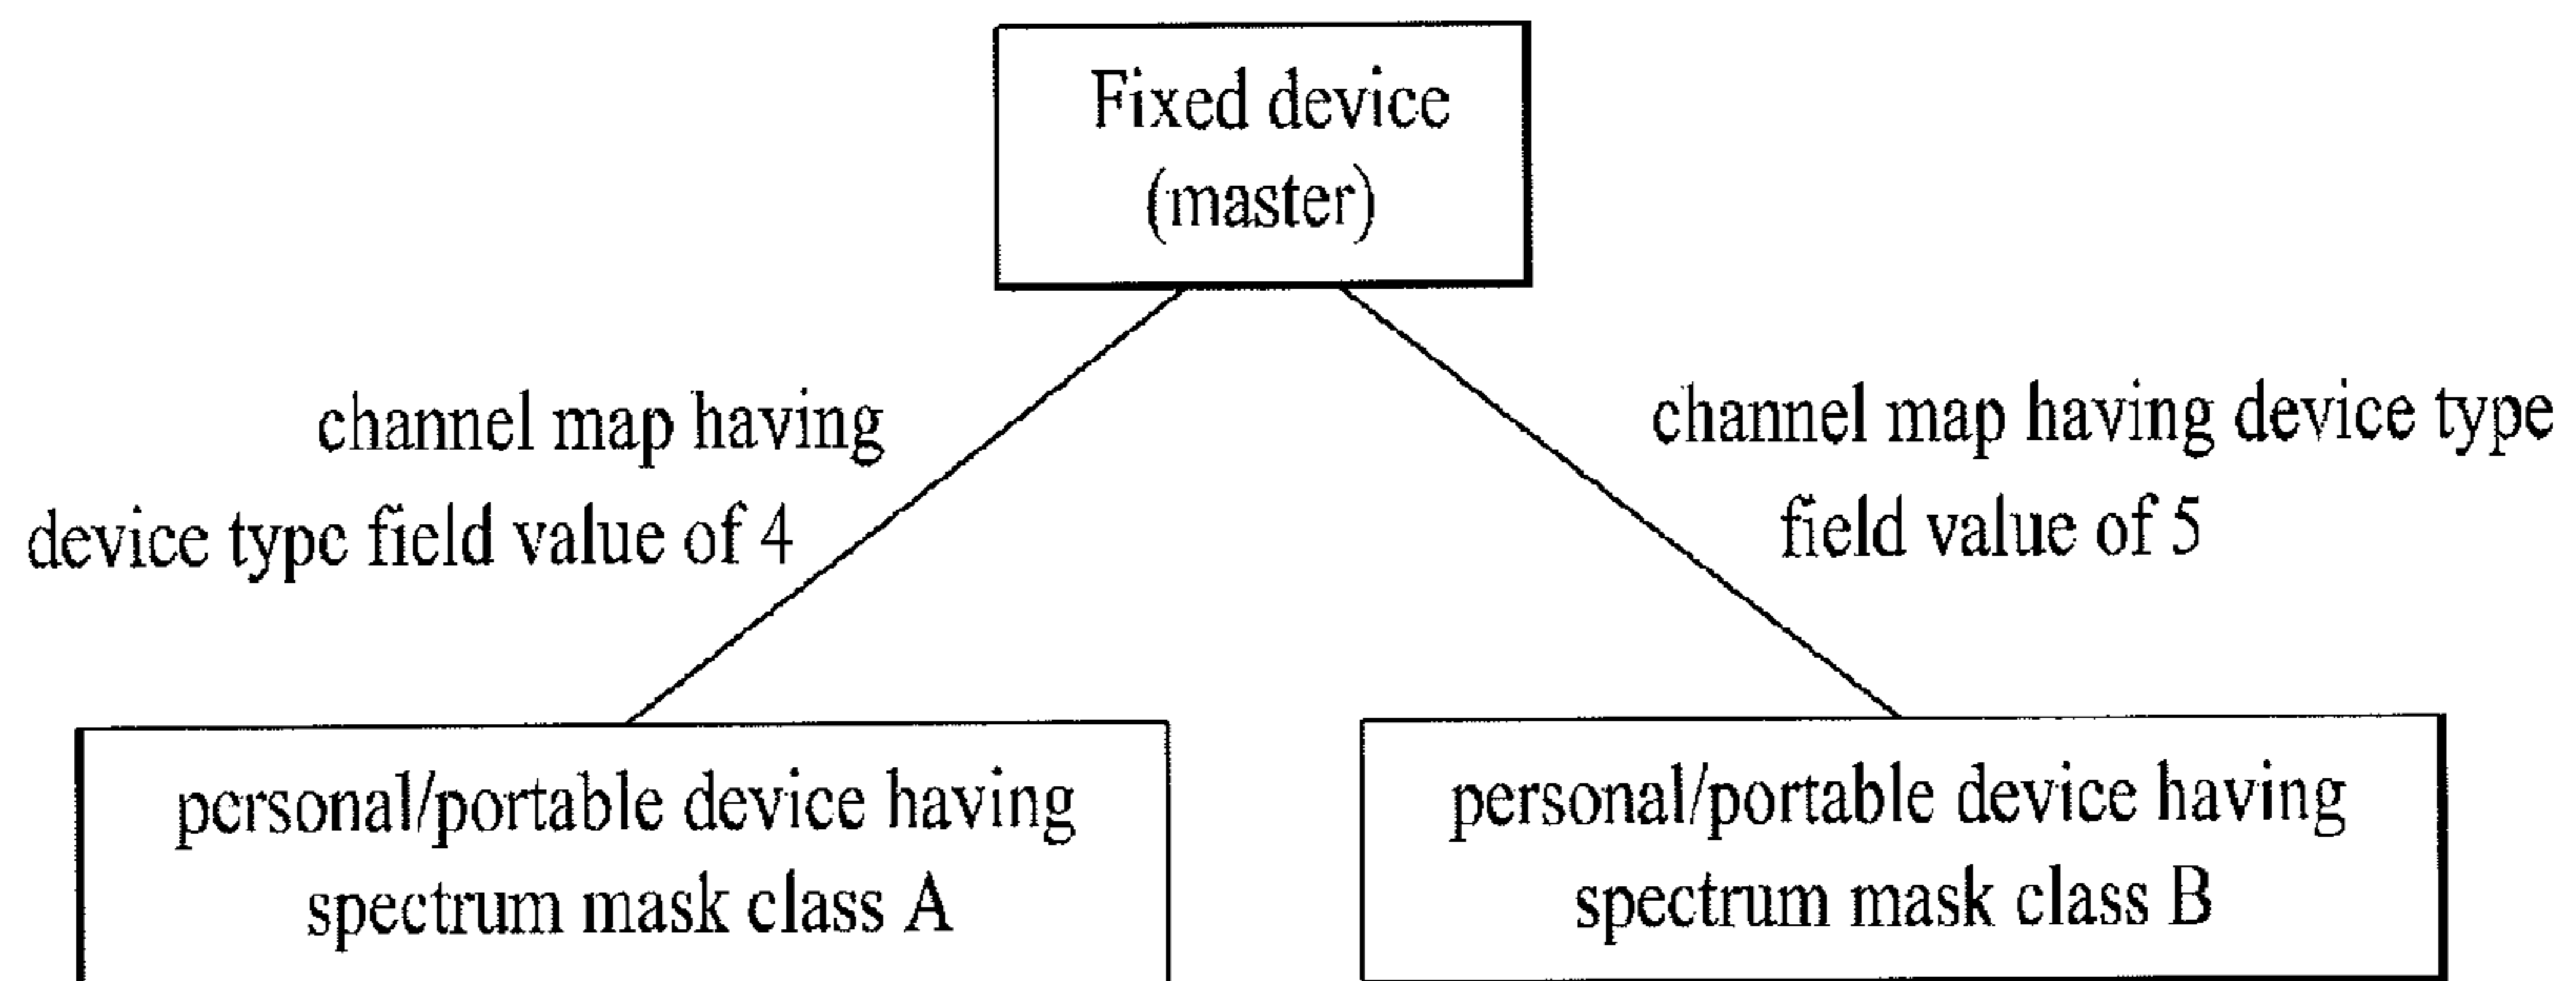 Fixed device
(master)
channel map having
device type field value of 4
channel map having device type
field value of 5
personal/portable device having
spectrum mask class A
personal/portable device having
spectrum mask class B